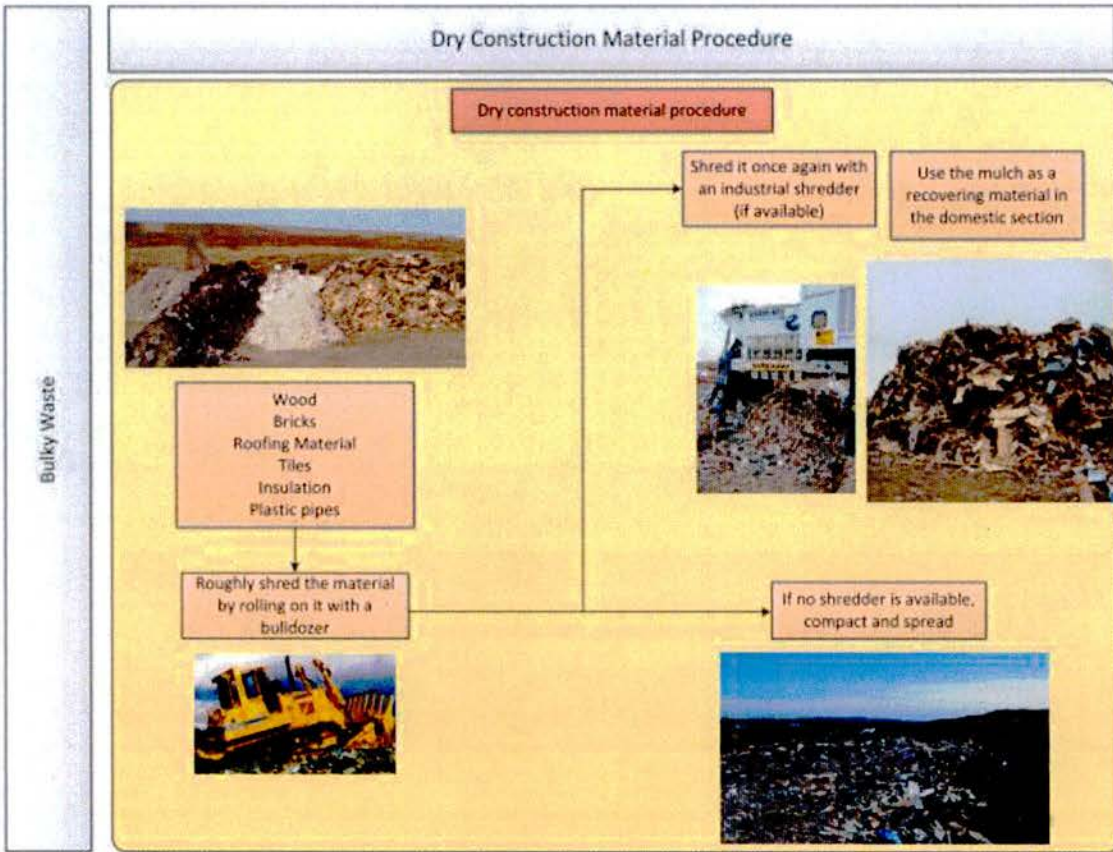 Dry Construction Material Procedure
Bulky Waste
Dry construction material procedure
Shred it once again with
an industrial shredder
(if available)
Use the mulch as a
recovering material in
the domestic section
Wood
Bricks
Roofing Material
Tiles
Insulation
Plastic pipes
Roughly shred the material
by rolling on it with a
bulldozer
If no shredder is available,
compact and spread